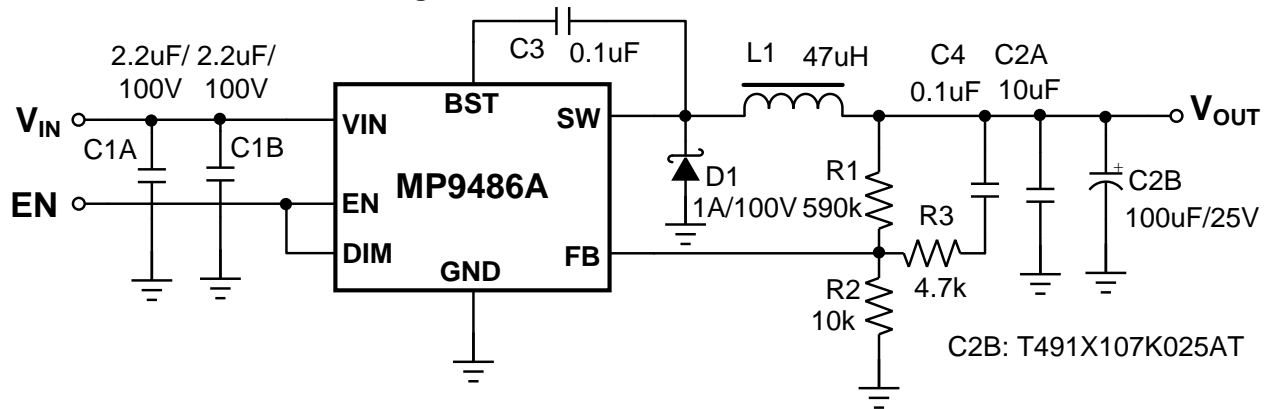 C3 0.1uF
2.2uF/ 2.2uF/
100V 100V
L1 47uH
C4 C2A
0.1uF 10uF
BST
VIN VIN SW VOUT
C1A C1B
MP9486A
D1
1A/100V
R1
590k
C2B
100uF/25V
EN EN
DIM FB
R3
4.7k
GND
R2
10k
C2B: T491X107K025AT